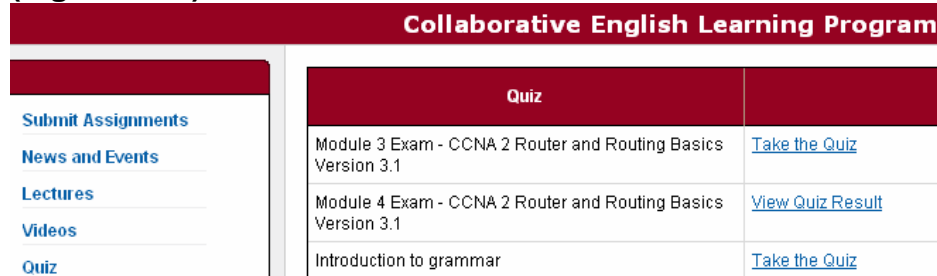 Collaborative English Learning Program
Submit Assignments
News and Events
Lectures
Videos
Quiz
Quiz
Module 3 Exam - CCNA 2 Router and Routing Basics
Version 3.1
Take the Quiz
Module 4 Exam - CCNA 2 Router and Routing Basics
Version 3.1
View Quiz Result
Introduction to grammar
Take the Quiz